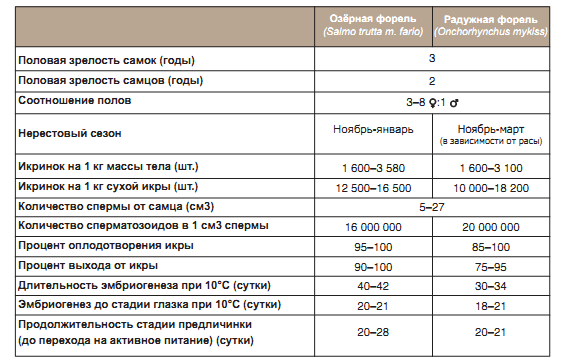 Озёрная форель Радужная форель
(Salmo trutta m. fario) (Onchorhynchus mykiss)
Половая зрелость самок (годы) 3
Половая зрелость самцов (годы) 2
Соотношение полов 3–8 ♀:1 ♂
Нерестовый сезон Ноябрь-январь Ноябрь-март
(в зависимости от расы)
Икринок на 1 кг массы тела (шт.) 1 600–3 580 1 600–3 100
Икринок на 1 кг сухой икры (шт.) 12 500–16 500 10 000–18 200
Количество спермы от самца (см3) 5–27
Количество сперматозоидов в 1 см3 спермы 16 000 000 20 000 000
Процент оплодотворения икры 95–100 85–100
Процент выхода от икры 90–100 75–95
Длительность эмбриогенеза при 10°С (сутки) 40–42 30–34
Эмбриогенез до стадии глазка при 10°С (сутки) 20–21 18–21
Продолжительность стадии предличинки
(до перехода на активное питание) (сутки) 20–28 20–21